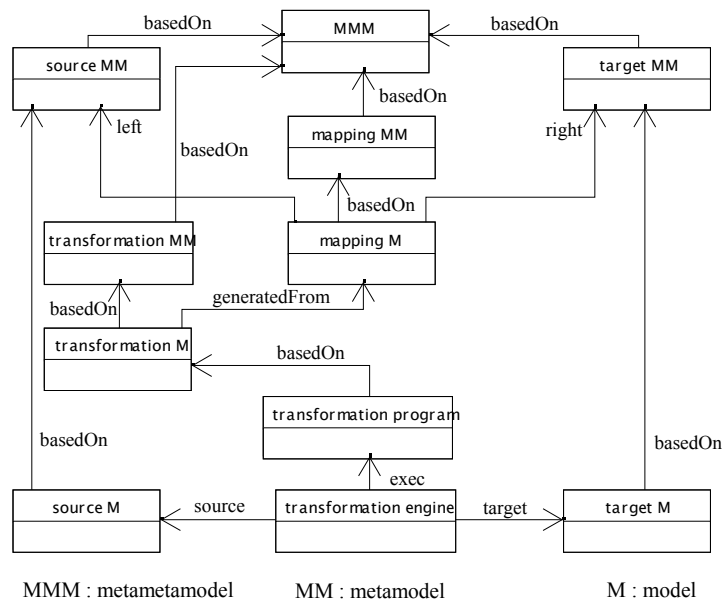 basedOn
MMM
basedOn
source MM
target MM
basedOn
left
mapping MM
right
basedOn
basedOn
transformation MM
mapping M
basedOn
generatedFrom
transformation M
basedOn
transformation program
basedOn
basedOn
exec
source M
source
transformation engine
target
target M
MMM : metametamodel
MM : metamodel
M : model